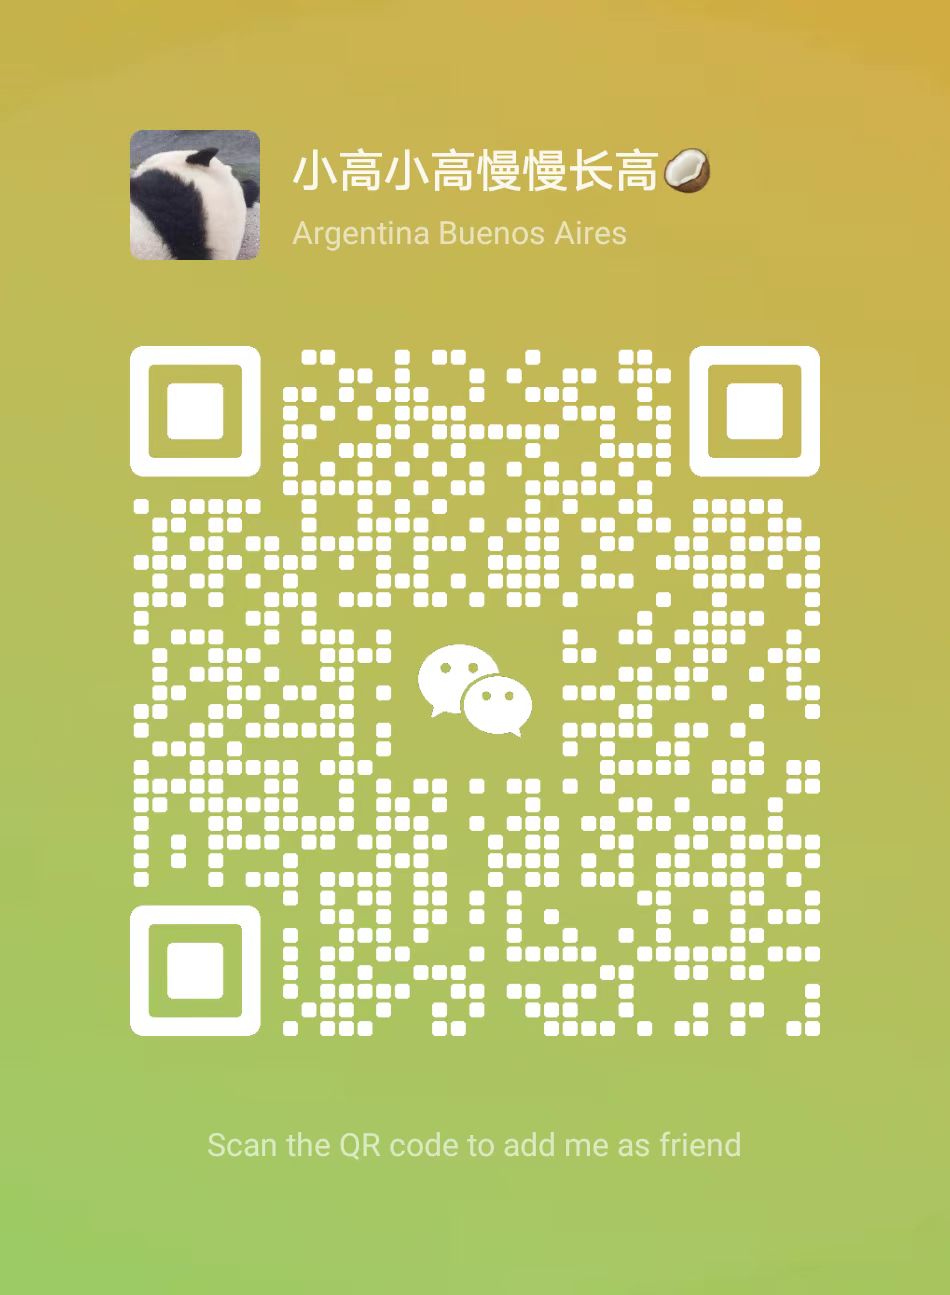 小高小高慢慢长高🥥
Argentina Buenos Aires
Scan the QR code to add me as friend